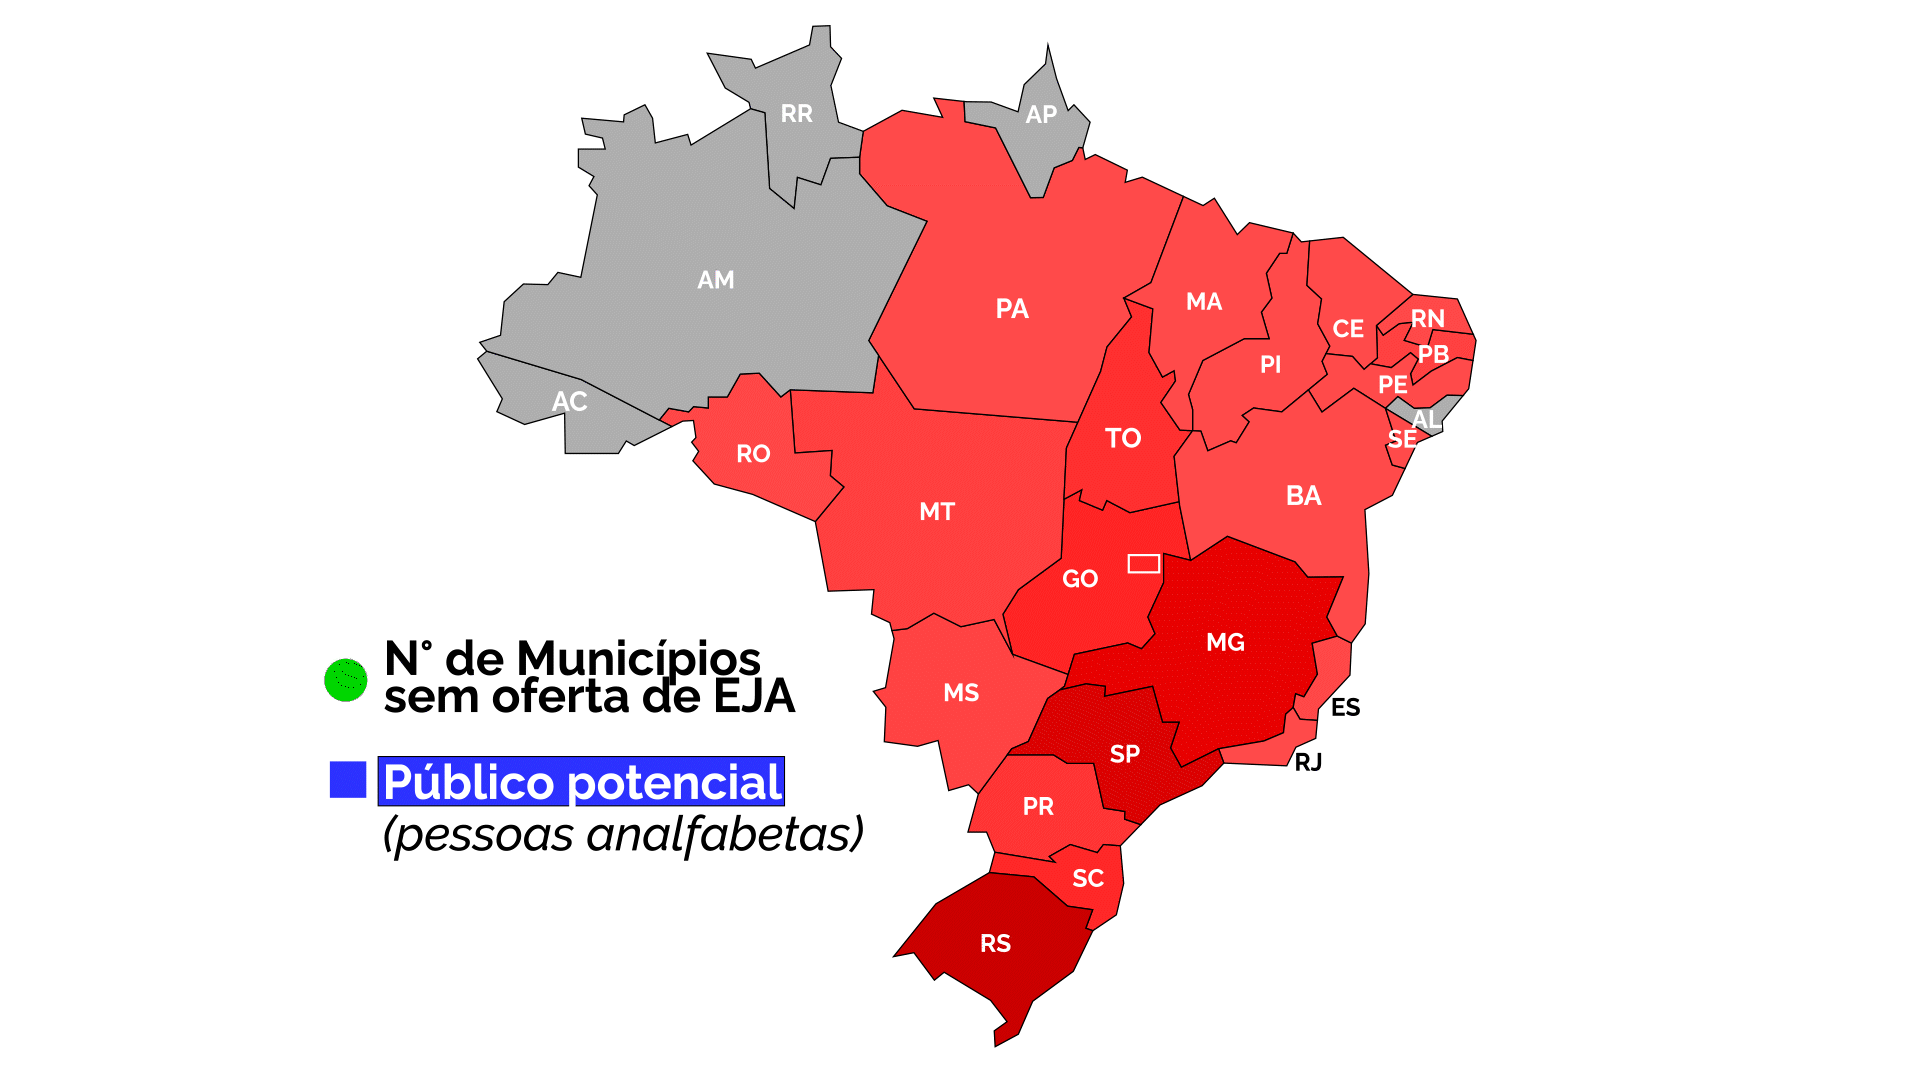 RR
AP
AM
PA
MA
CE
RN
PI
PB
PE
AC
AL
SE
TO
RO
BA
MT
GO
MG
N° de Municípios
sem oferta de EJA
MS
ES
SP
RJ
Público potencial
(pessoas analfabetas)
PR
SC
RS